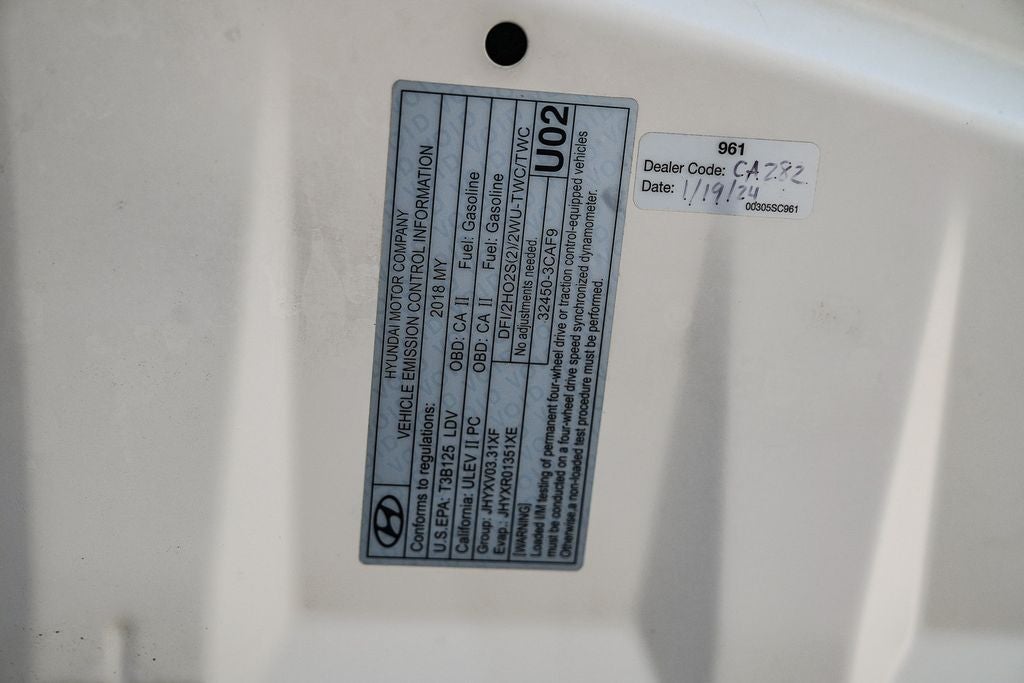 HYUNDAI MOTOR COMPANY
VEHICLE EMISSION CONTROL INFORMATION
Conforms to regulations: 2018 MY
U.S.EPA: T3B125 LDV OBD: CA II Fuel: Gasoline
California: ULEV II PC OBD: CA II Fuel: Gasoline
Group: JHYXV03.31XF
Evap.: JHYXR01351XE
DFI/2HO2S(2)/2WU-TWC/TWC
No adjustments needed.
U02
32450-3CAF9
[WARNING]
Loaded I/M testing of permanent four-wheel drive or traction control-equipped vehicles
must be conducted on a four-wheel drive speed synchronized dynamometer.
Otherwise,a non-loaded test procedure must be performed.
961
Dealer Code: CA282
Date: 1/19/24
00305SC961